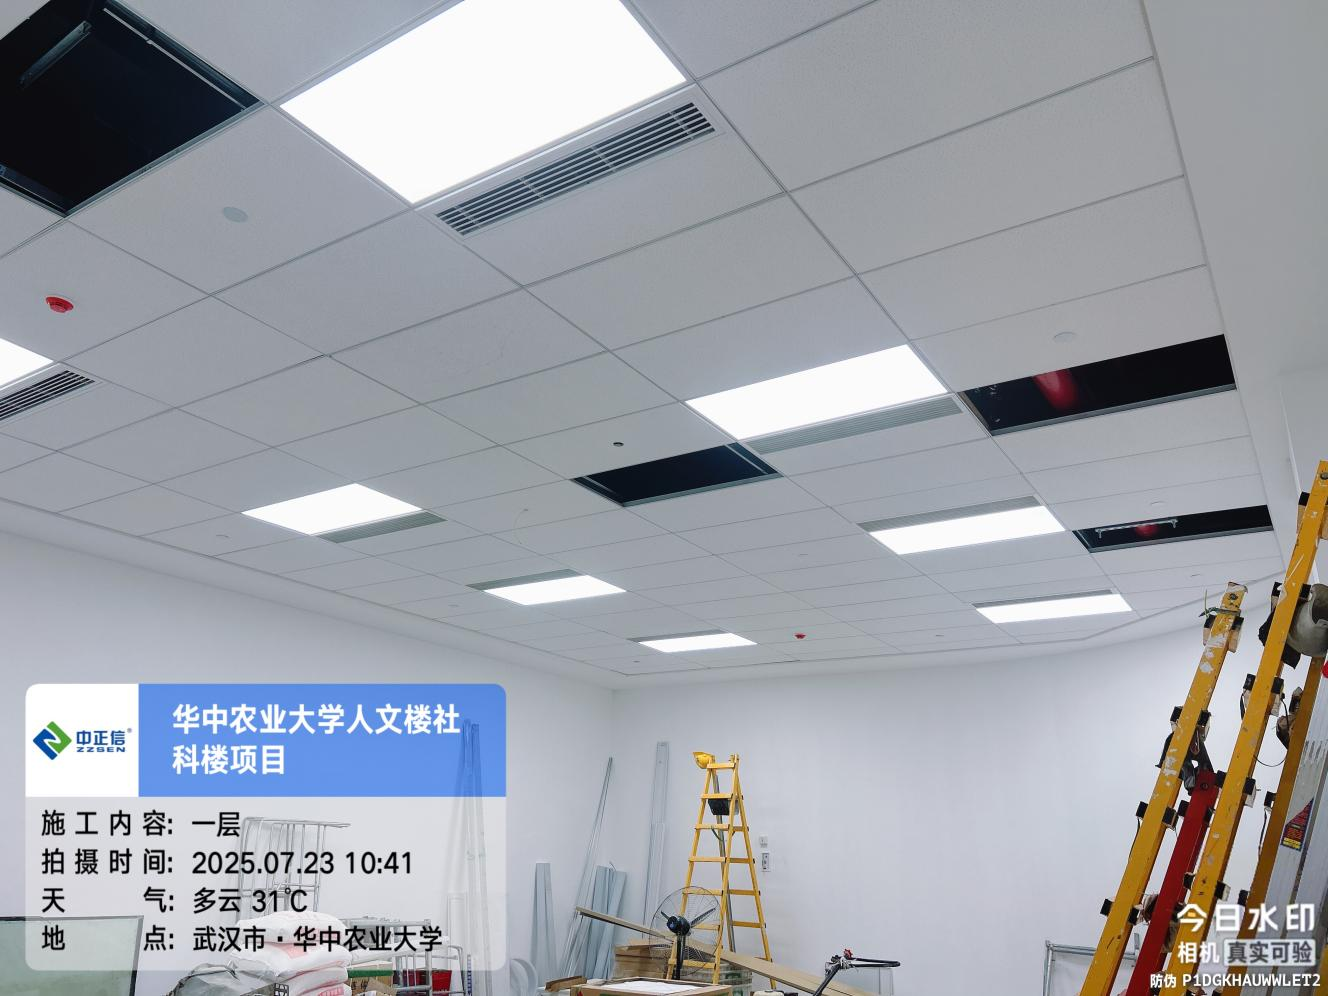 中正信®
ZZSEN
华中农业大学人文楼社
科楼项目
施工内容: 一层
拍摄时间: 2025.07.23 10:41
天气: 多云 31℃
地点: 武汉市·华中农业大学
今日水印
相机 真实可验
防伪 P1DGKHAUWWLET2